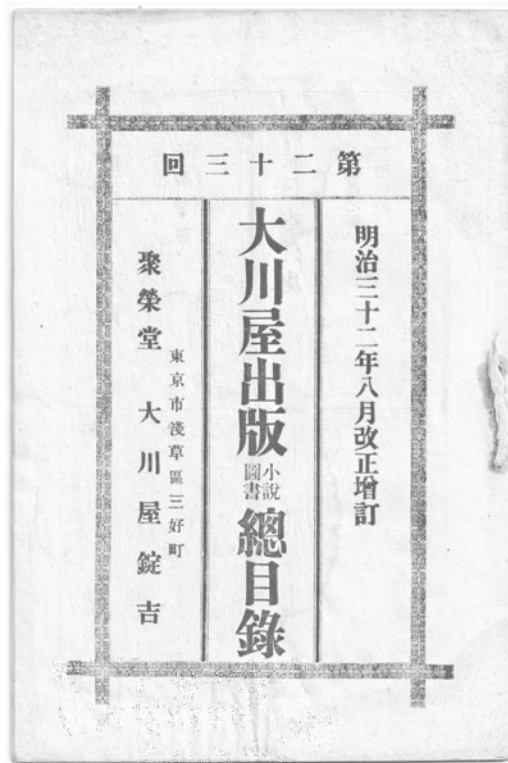 第二十三回
明治三十二年八月改正增訂
大川屋出版小說圖書總目錄
東京市淺草區三好町
聚榮堂 大川屋錠吉